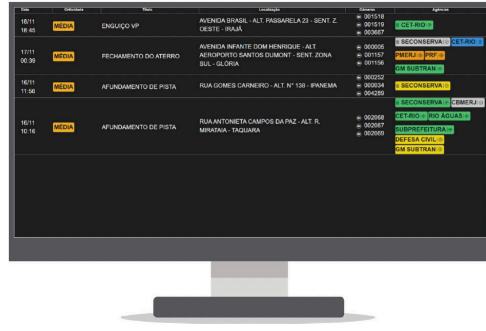 Data Criticidade Título Localização Câmeras Agências
16/11
16:45
MÉDIA
ENGUIÇO VP
AVENIDA BRASIL - ALT. PASSARELA 23 - SENT. Z.
OESTE - IRAJÁ
001518
001519
003667
CET-RIO
17/11
00:39
MÉDIA
FECHAMENTO DO ATERRO
AVENIDA INFANTE DOM HENRIQUE - ALT.
AEROPORTO SANTOS DUMONT - SENT. ZONA
SUL - GLÓRIA
000005
001157
001156
SECONSERVA CET-RIO
PMERJ PRF
GM SUBTRAN
16/11
11:56
MÉDIA
AFUNDAMENTO DE PISTA
RUA GOMES CARNEIRO - ALT. Nº 138 - IPANEMA
000252
000034
004289
SECONSERVA
16/11
10:16
MÉDIA
AFUNDAMENTO DE PISTA
RUA ANTONIETA CAMPOS DA PAZ - ALT. R.
MIRATAIA - TAQUARA
002068
002067
002069
SECONSERVA CBMERJ
CET-RIO RIO ÁGUAS
SUBPREFEITURA
DEFESA CIVIL
GM SUBTRAN